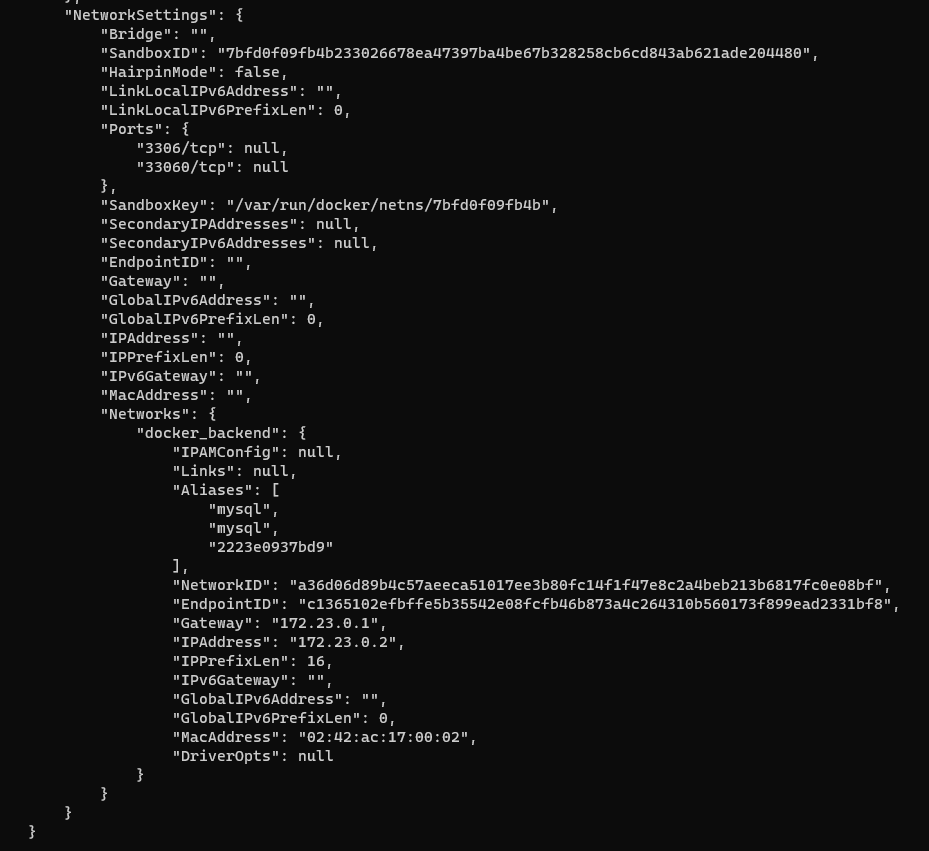 "NetworkSettings": {
        "Bridge": "",
        "SandboxID": "7bfd0f09fb4b233026678ea47397ba4be67b328258cb6cd843ab621ade204480",
        "HairpinMode": false,
        "LinkLocalIPv6Address": "",
        "LinkLocalIPv6PrefixLen": 0,
        "Ports": {
            "3306/tcp": null,
            "33060/tcp": null
        },
        "SandboxKey": "/var/run/docker/netns/7bfd0f09fb4b",
        "SecondaryIPAddresses": null,
        "SecondaryIPv6Addresses": null,
        "EndpointID": "",
        "Gateway": "",
        "GlobalIPv6Address": "",
        "GlobalIPv6PrefixLen": 0,
        "IPAddress": "",
        "IPPrefixLen": 0,
        "IPv6Gateway": "",
        "MacAddress": "",
        "Networks": {
            "docker_backend": {
                "IPAMConfig": null,
                "Links": null,
                "Aliases": [
                    "mysql",
                    "mysql",
                    "2223e0937bd9"
                ],
                "NetworkID": "a36d06d89b4c57aeeca51017ee3b80fc14f1f47e8c2a4beb213b6817fc0e08bf",
                "EndpointID": "c1365102efbffe5b35542e08fcfb46b873a4c264310b560173f899ead2331bf8",
                "Gateway": "172.23.0.1",
                "IPAddress": "172.23.0.2",
                "IPPrefixLen": 16,
                "IPv6Gateway": "",
                "GlobalIPv6Address": "",
                "GlobalIPv6PrefixLen": 0,
                "MacAddress": "02:42:ac:17:00:02",
                "DriverOpts": null
            }
        }
    }
}